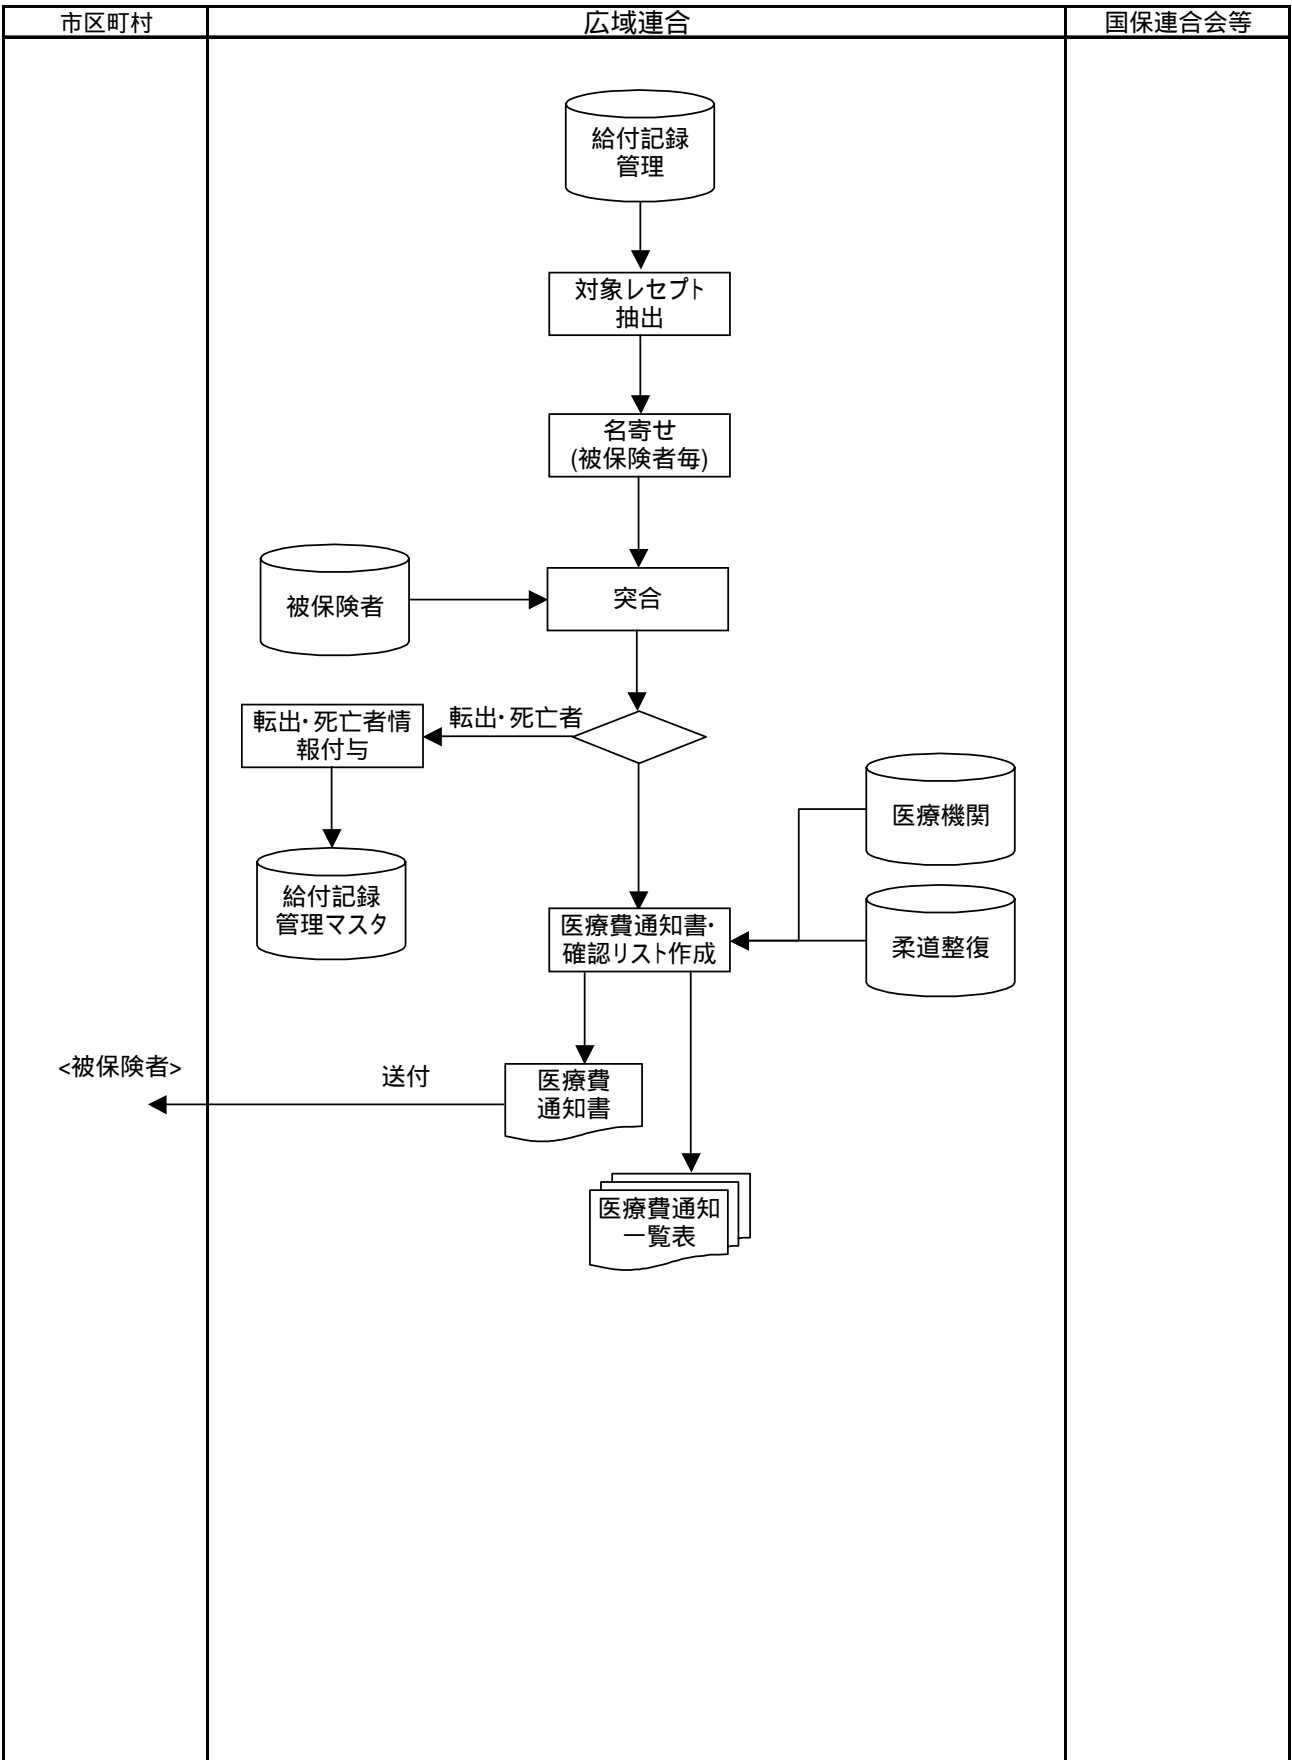 市区町村
広域連合
国保連合会等
給付記録
管理
対象レセプト
抽出
名寄せ
(被保険者毎)
被保険者
突合
転出・死亡者情
報付与
転出・死亡者
医療機関
給付記録
管理マスタ
医療費通知書・
確認リスト作成
柔道整復
<被保険者>
送付
医療費
通知書
医療費通知
一覧表